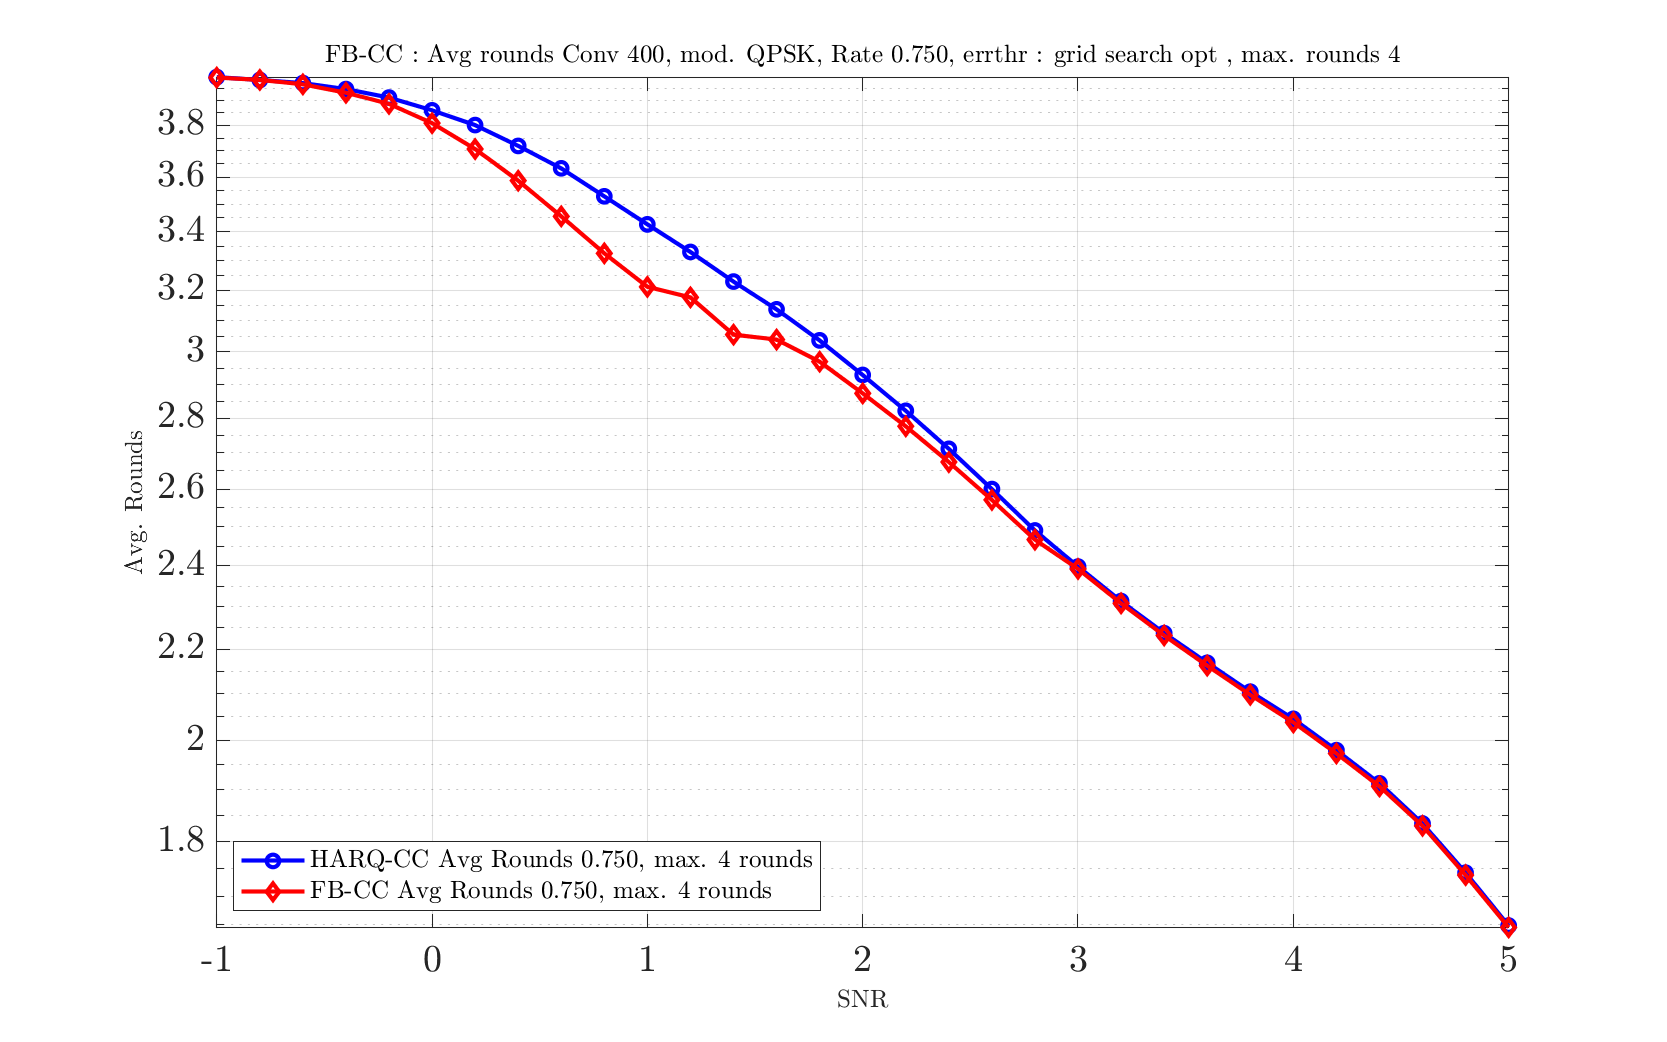 FB-CC : Avg rounds Conv 400, mod. QPSK, Rate 0.750, errthr : grid search opt , max. rounds 4
3.8
3.6
3.4
3.2
3
2.8
2.6
2.4
2.2
2
1.8
Avg. Rounds
HARQ-CC Avg Rounds 0.750, max. 4 rounds
FB-CC Avg Rounds 0.750, max. 4 rounds
-1 0 1 2 3 4 5
SNR